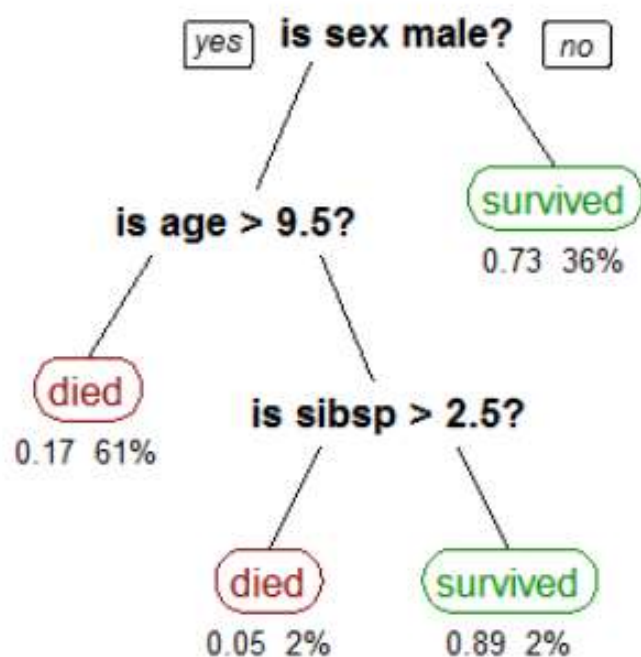 yes is sex male? no
survived
is age > 9.5?
0.73 36%
died
is sibsp > 2.5?
0.17 61%
died survived
0.05 2% 0.89 2%